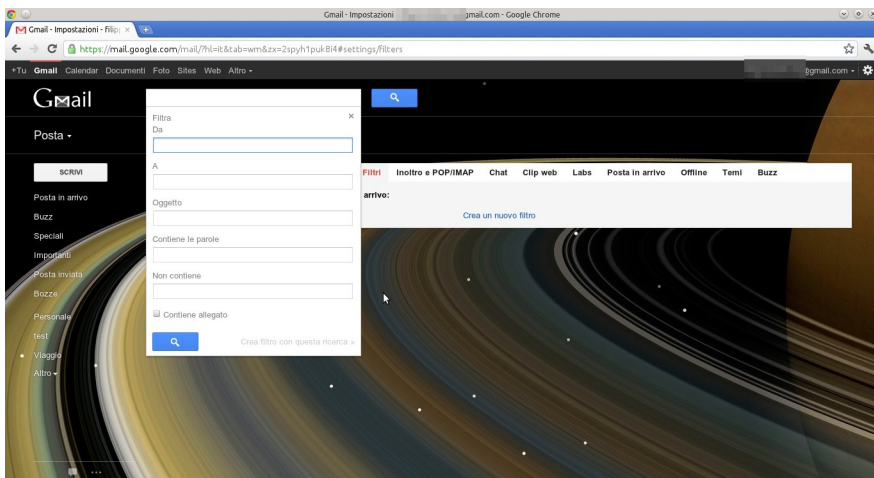 Gmail - Impostazioni gmail.com - Google Chrome
Gmail - Impostazioni - filipp
https://mail.google.com/mail/?hl=it&tab=wm&zx=2spyh1puk8i4#settings/filters
+Tu Gmail Calendar Documenti Foto Sites Web Altro
@gmail.com
Gmail
Posta
SCRIVI
Posta in arrivo
Buzz
Speciali
Importanti
Posta inviata
Bozze
Personale
test
Viaggio
Altro
Filtra
Da
A
Oggetto
Contiene le parole
Non contiene
Contiene allegato
Crea filtro con questa ricerca »
Filtri Inoltro e POP/IMAP Chat Clip web Labs Posta in arrivo Offline Temi Buzz
arrivo:
Crea un nuovo filtro